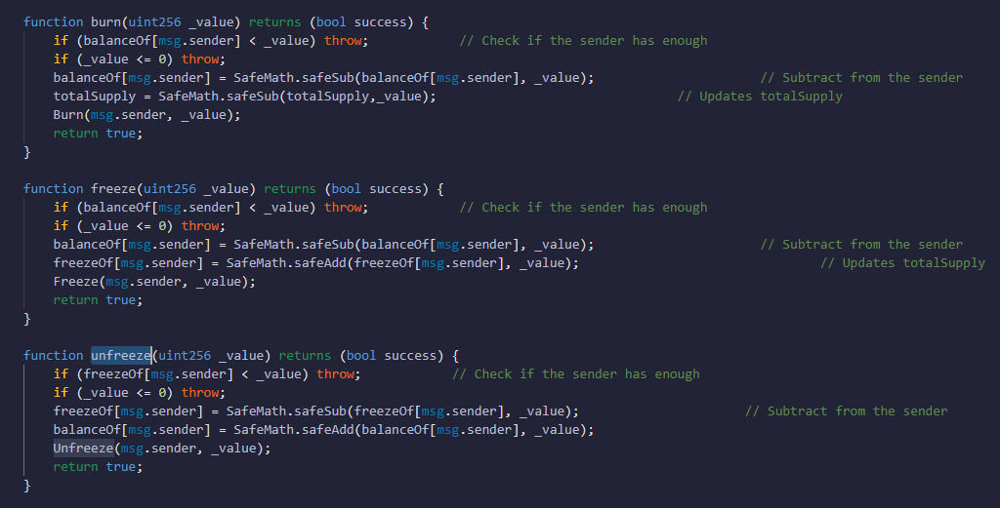 function burn(uint256 _value) returns (bool success) {
if (balanceOf[msg.sender] < _value) throw; // Check if the sender has enough
if (_value <= 0) throw;
balanceOf[msg.sender] = SafeMath.safeSub(balanceOf[msg.sender], _value); // Subtract from the sender
totalSupply = SafeMath.safeSub(totalSupply,_value); // Updates totalSupply
Burn(msg.sender, _value);
return true;
}
function freeze(uint256 _value) returns (bool success) {
if (balanceOf[msg.sender] < _value) throw; // Check if the sender has enough
if (_value <= 0) throw;
balanceOf[msg.sender] = SafeMath.safeSub(balanceOf[msg.sender], _value); // Subtract from the sender
freezeOf[msg.sender] = SafeMath.safeAdd(freezeOf[msg.sender], _value); // Updates totalSupply
Freeze(msg.sender, _value);
return true;
}
function unfreeze(uint256 _value) returns (bool success) {
if (freezeOf[msg.sender] < _value) throw; // Check if the sender has enough
if (_value <= 0) throw;
freezeOf[msg.sender] = SafeMath.safeSub(freezeOf[msg.sender], _value); // Subtract from the sender
balanceOf[msg.sender] = SafeMath.safeAdd(balanceOf[msg.sender], _value);
Unfreeze(msg.sender, _value);
return true;
}